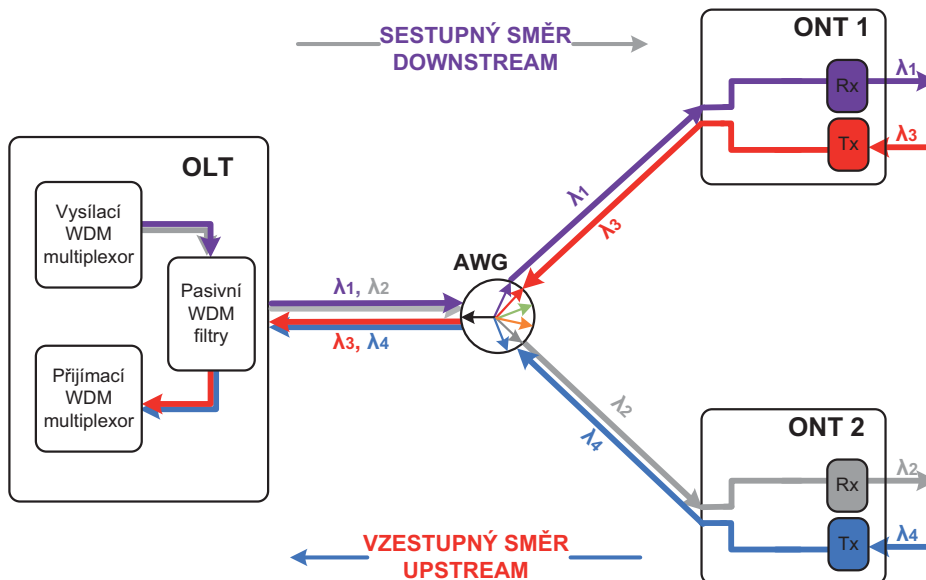 SESTUPNÝ SMĚR
DOWNSTREAM
ONT 1
Rx
λ1
Tx
λ3
OLT
Vysílací
WDM
multiplexor
Pasivní
WDM
filtry
Přijímací
WDM
multiplexor
λ1, λ2
λ3, λ4
AWG
λ1
λ3
λ2
λ4
ONT 2
Rx
λ2
Tx
λ4
VZESTUPNÝ SMĚR
UPSTREAM